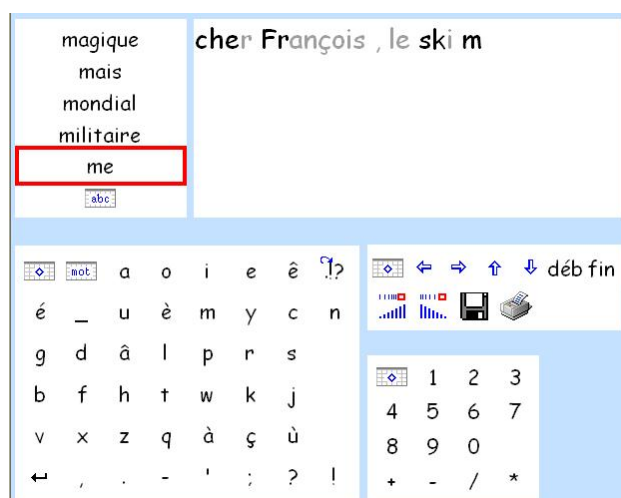 magique
mais
mondial
militaire
me
abc
cher François , le ski m
mot a o i e ê .!?
é _ u è m y c n
g d â l p r s
b f h t w k j
v x z q à ç ù
↵ , . - ' ; ? !
⇦ ⇨ ⇧ ⇩ déb fin
1 2 3
4 5 6 7
8 9 0
+ - / *